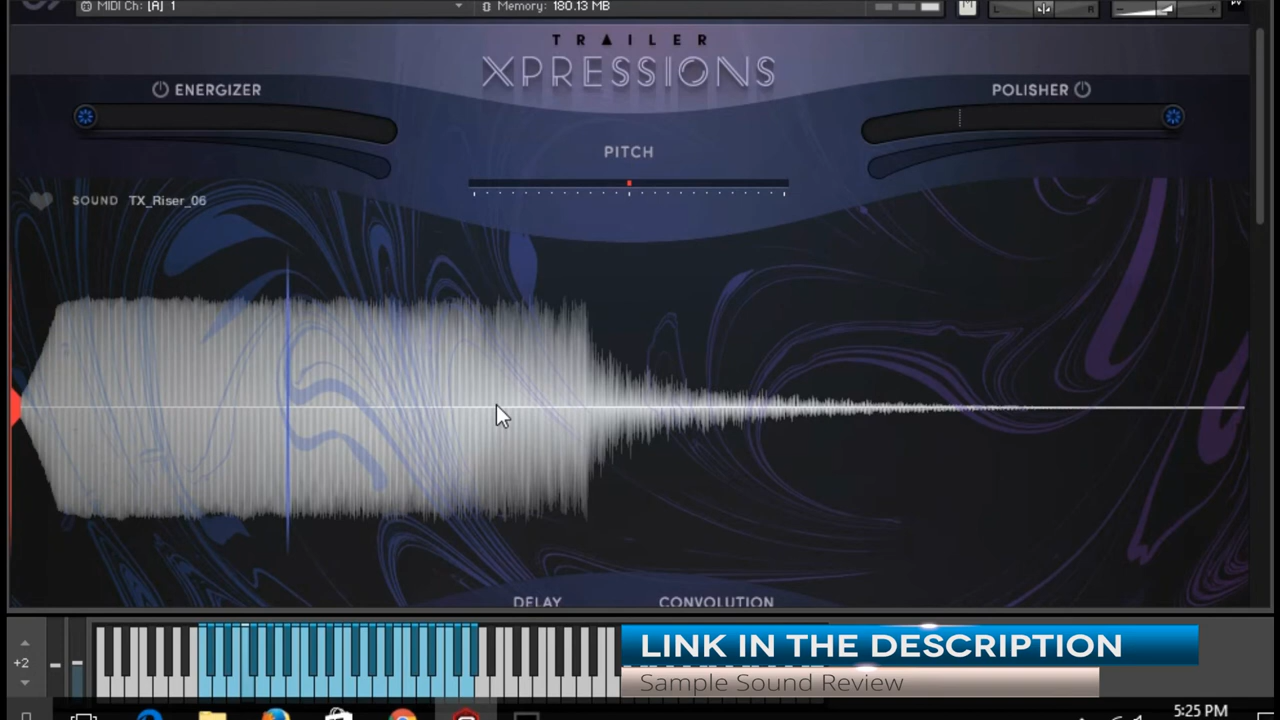 MIDI Ch: [A] 1
Memory: 180.13 MB
M
L R
- +
TRAILER
XPRESSIONS
ENERGIZER
POLISHER
PITCH
SOUND TX_Riser_06
DELAY CONVOLUTION
+2
LINK IN THE DESCRIPTION
Sample Sound Review
5:25 PM